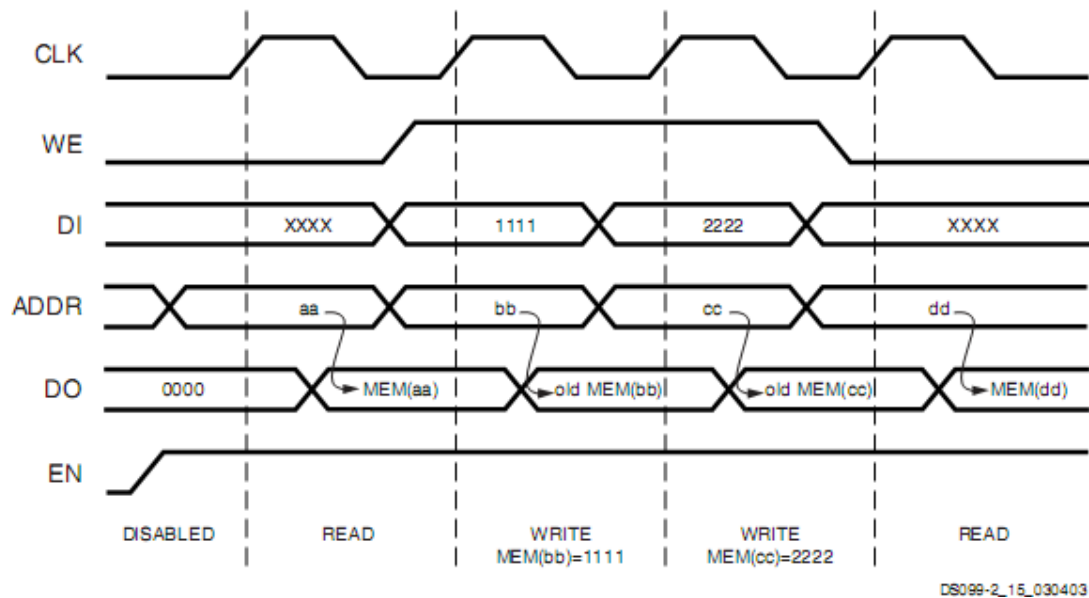 CLK
WE
DI XXXX 1111 2222 XXXX
ADDR aa bb cc dd
DO 0000 MEM(aa) old MEM(bb) old MEM(cc) MEM(dd)
EN
DISABLED READ WRITE WRITE READ
MEM(bb)=1111 MEM(cc)=2222
DS099-2_15_030403